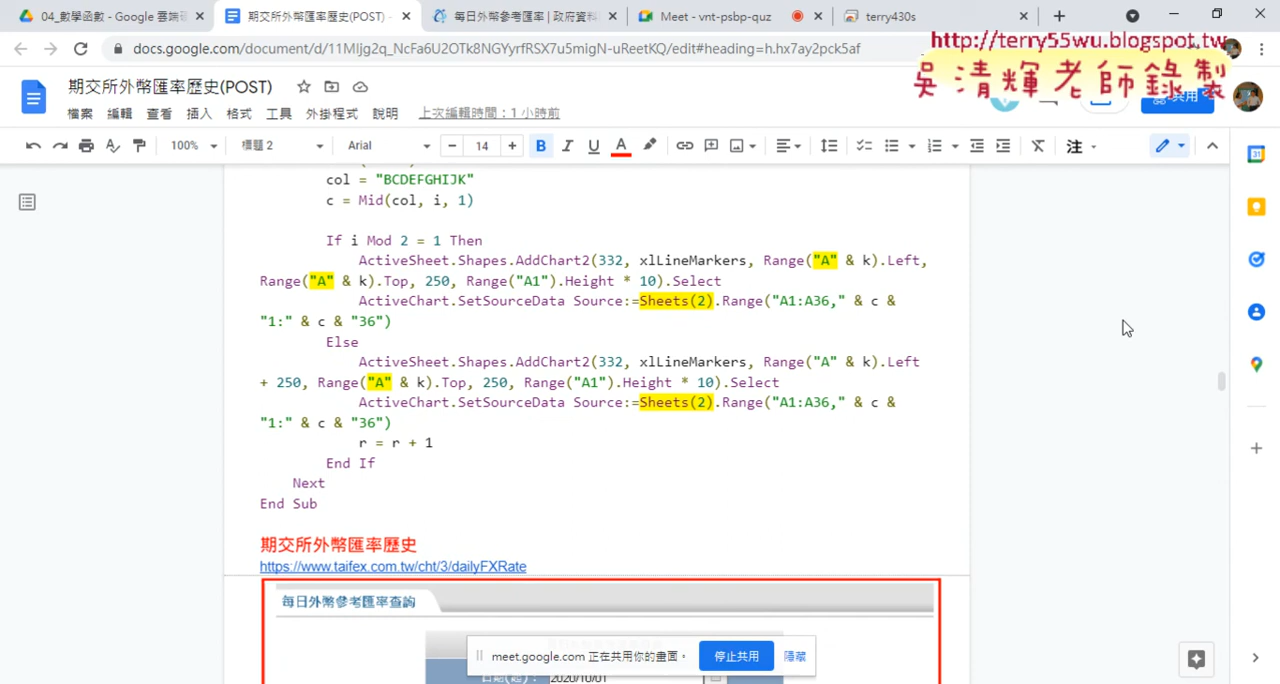 04_數學函數 - Google 雲端硬
期交所外幣匯率歷史(POST) -
每日外幣參考匯率 | 政府資料
Meet - vnt-psbp-quz
terry430s
docs.google.com/document/d/11MIjg2q_NcFa6U2OTk8NGYyrfRSX7u5migN-uReetKQ/edit#heading=h.hx7ay2pck5af
http://terry55wu.blogspot.tw
吳清輝老師錄製
期交所外幣匯率歷史(POST)
共用
檔案 編輯 查看 插入 格式 工具 外掛程式 說明 上次編輯時間：1 小時前
100% 標題 2 Arial 14 B I U A 注
col = "BCDEFGHIJK"
c = Mid(col, i, 1)
If i Mod 2 = 1 Then
ActiveSheet.Shapes.AddChart2(332, xlLineMarkers, Range("A" & k).Left,
Range("A" & k).Top, 250, Range("A1").Height * 10).Select
ActiveChart.SetSourceData Source:=Sheets(2).Range("A1:A36," & c &
"1:" & c & "36")
Else
ActiveSheet.Shapes.AddChart2(332, xlLineMarkers, Range("A" & k).Left
+ 250, Range("A" & k).Top, 250, Range("A1").Height * 10).Select
ActiveChart.SetSourceData Source:=Sheets(2).Range("A1:A36," & c &
"1:" & c & "36")
r = r + 1
End If
Next
End Sub
期交所外幣匯率歷史
https://www.taifex.com.tw/cht/3/dailyFXRate
每日外幣參考匯率查詢
meet.google.com 正在共用你的畫面。 停止共用 隱藏
日期(起)： 2020/10/01